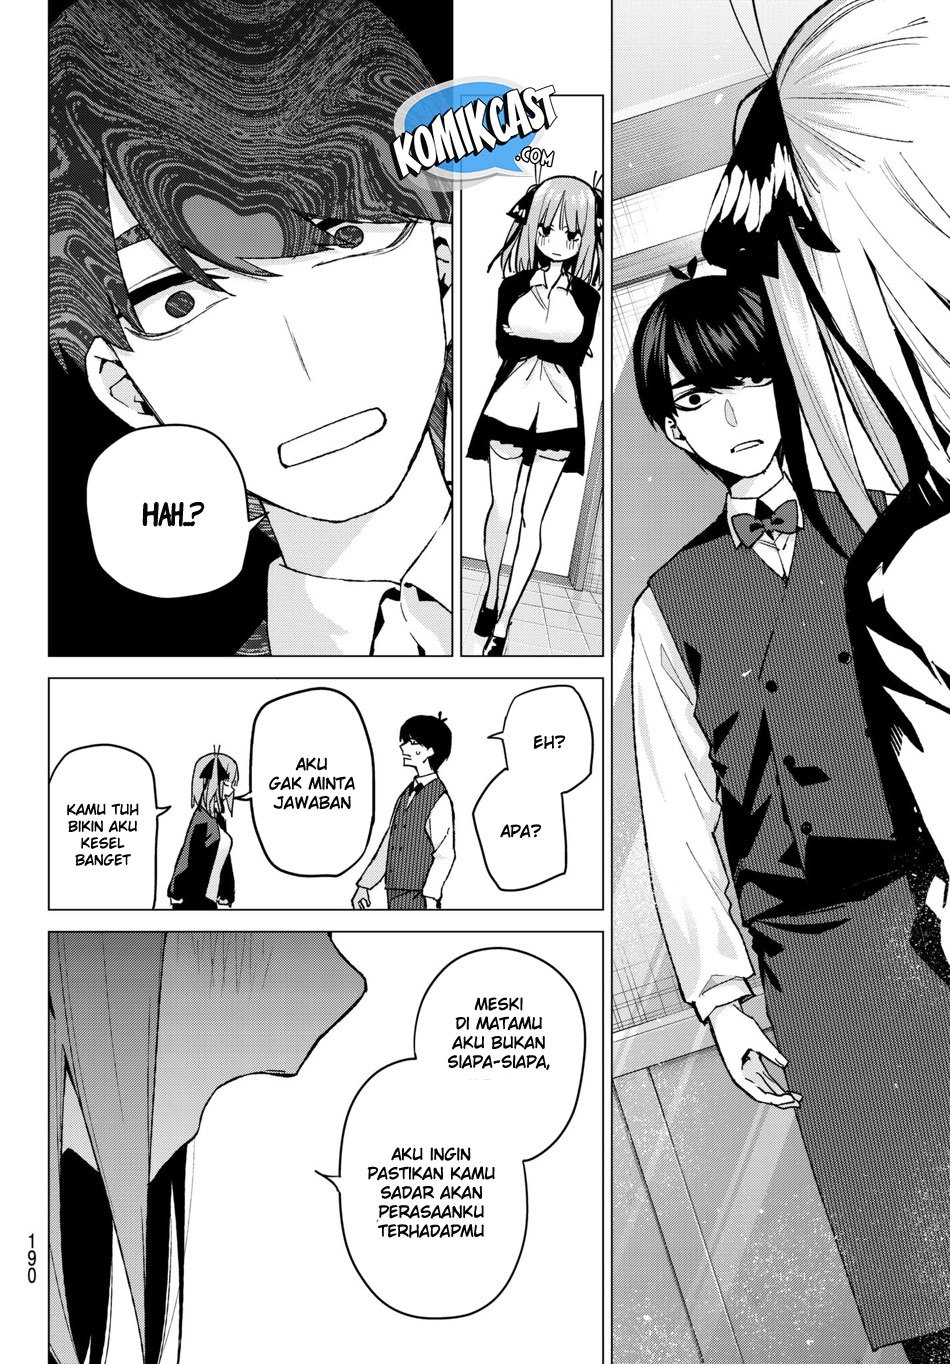 KOMIKCAST
.COM
HAH..?
EH?
APA?
AKU
GAK MINTA
JAWABAN
KAMU TUH
BIKIN AKU
KESEL
BANGET
MESKI
DI MATAMU
AKU BUKAN
SIAPA-SIAPA,
AKU INGIN
PASTIKAN KAMU
SADAR AKAN
PERASAANKU
TERHADAPMU
190